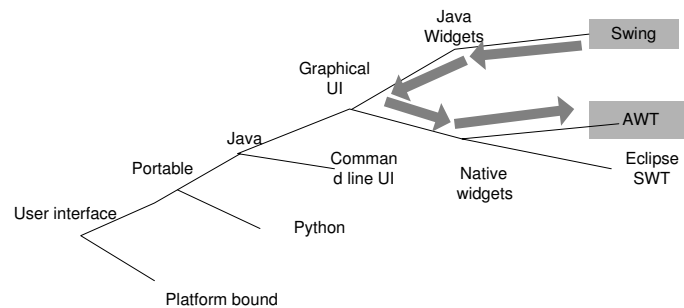 Java
Widgets
Swing
Graphical
UI
AWT
Java
Comman
d line UI
Eclipse
SWT
Portable
Native
widgets
User interface
Python
Platform bound